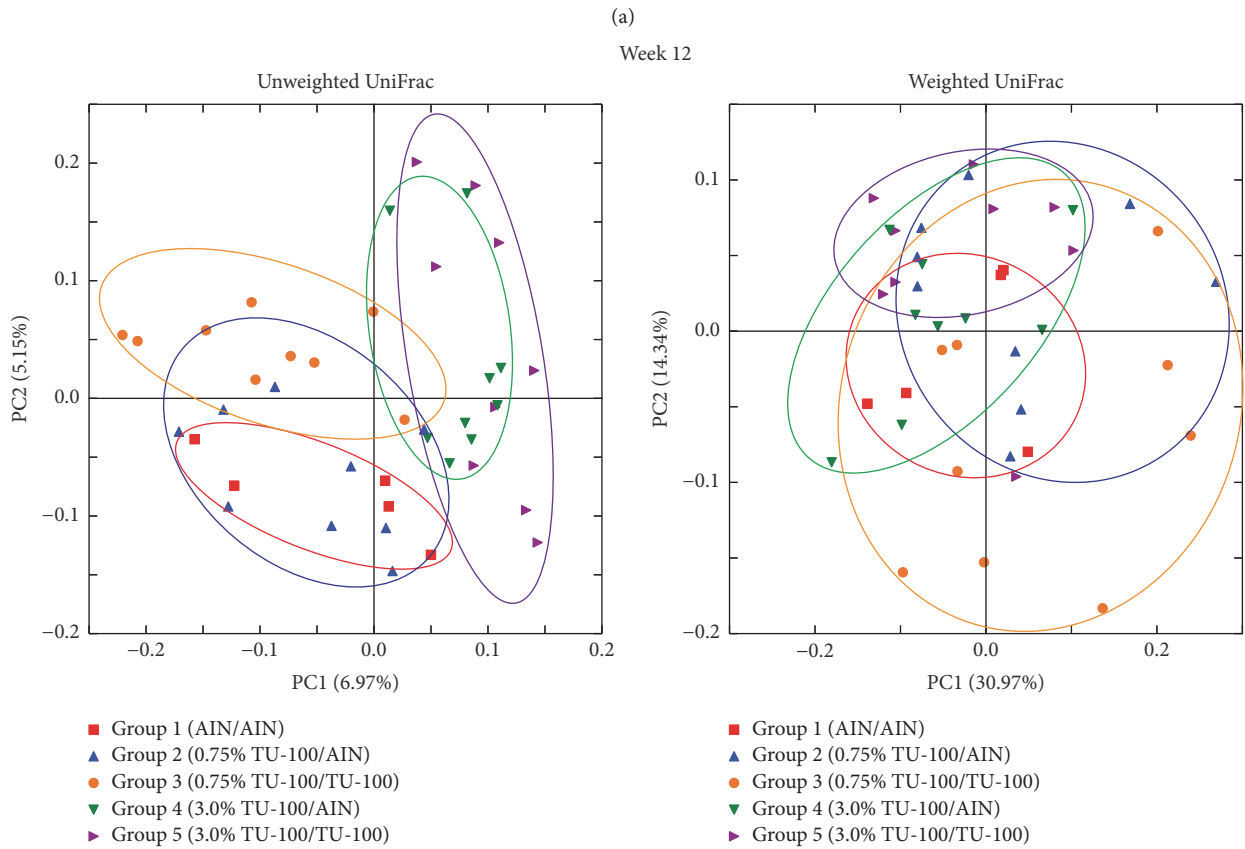 (a)
Week 12
Unweighted UniFrac
0.2
0.1
0.0
−0.1
−0.2
PC2 (5.15%)
−0.2
−0.1
0.0
0.1
0.2
PC1 (6.97%)
Group 1 (AIN/AIN)
Group 2 (0.75% TU-100/AIN)
Group 3 (0.75% TU-100/TU-100)
Group 4 (3.0% TU-100/AIN)
Group 5 (3.0% TU-100/TU-100)
Weighted UniFrac
0.1
0.0
−0.1
−0.2
PC2 (14.34%)
−0.2
0.0
0.2
PC1 (30.97%)
Group 1 (AIN/AIN)
Group 2 (0.75% TU-100/AIN)
Group 3 (0.75% TU-100/TU-100)
Group 4 (3.0% TU-100/AIN)
Group 5 (3.0% TU-100/TU-100)